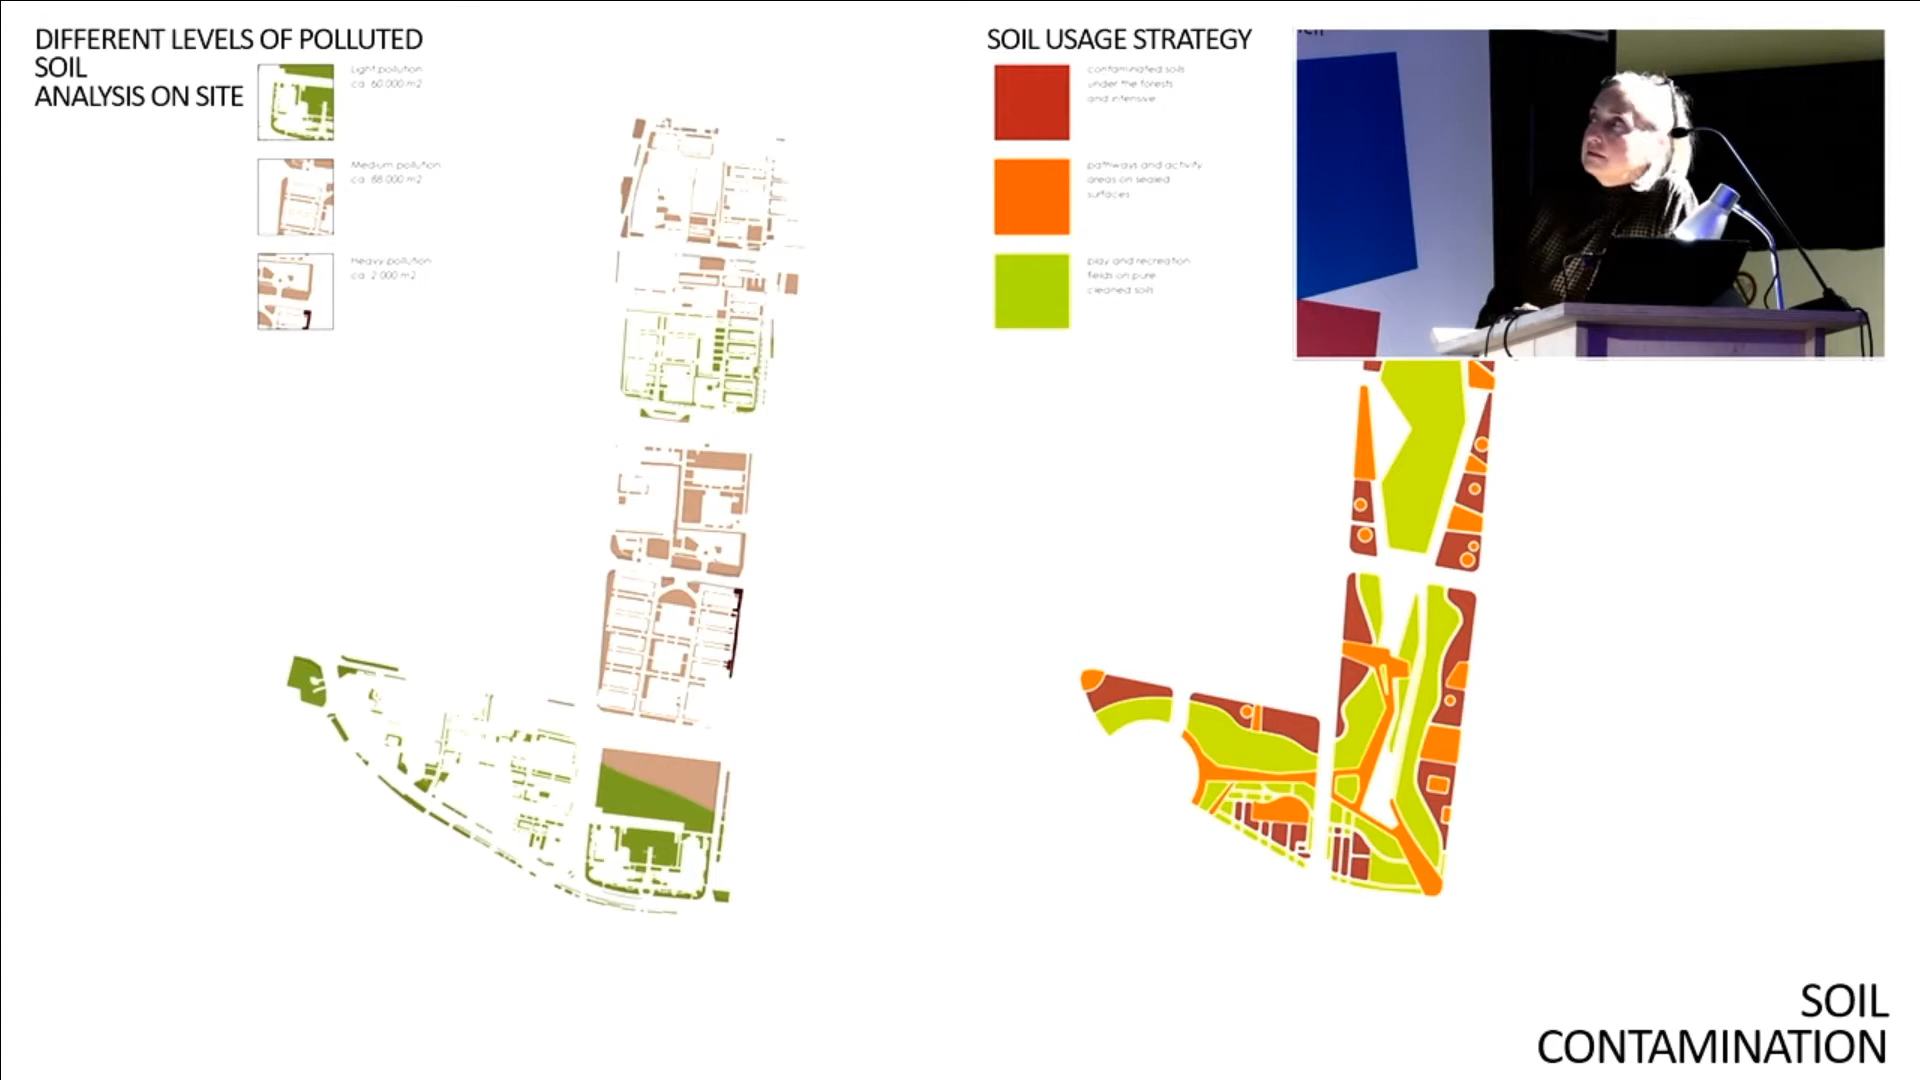 DIFFERENT LEVELS OF POLLUTED
SOIL
ANALYSIS ON SITE
Light pollution
ca. 60.000 m2
Medium pollution
ca. 88.000 m2
Heavy pollution
ca. 2.000 m2
SOIL USAGE STRATEGY
contaminated soils
under the forests
and intensive
pathways and activity
areas on sealed
surfaces
play and recreation
fields on pure
cleaned soils
SOIL
CONTAMINATION